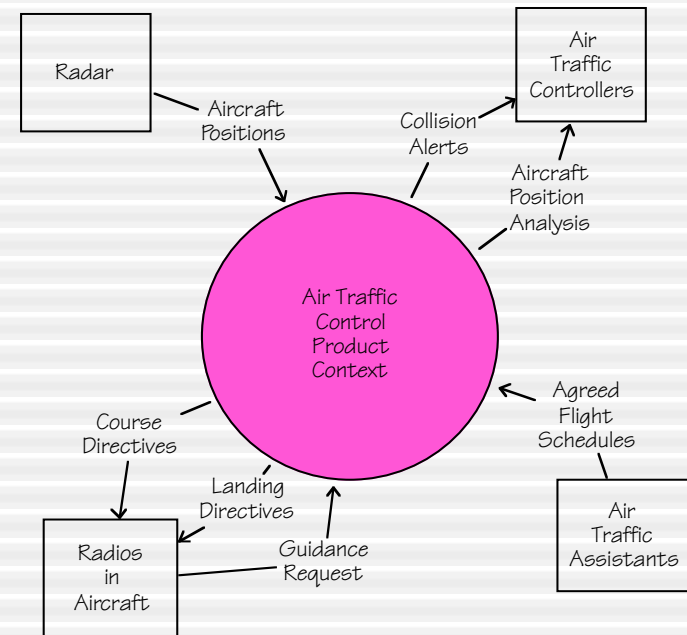 Radar
Aircraft
Positions
Collision
Alerts
Air
Traffic
Controllers
Aircraft
Position
Analysis
Air Traffic
Control
Product
Context
Course
Directives
Landing
Directives
Agreed
Flight
Schedules
Radios
in
Aircraft
Guidance
Request
Air
Traffic
Assistants